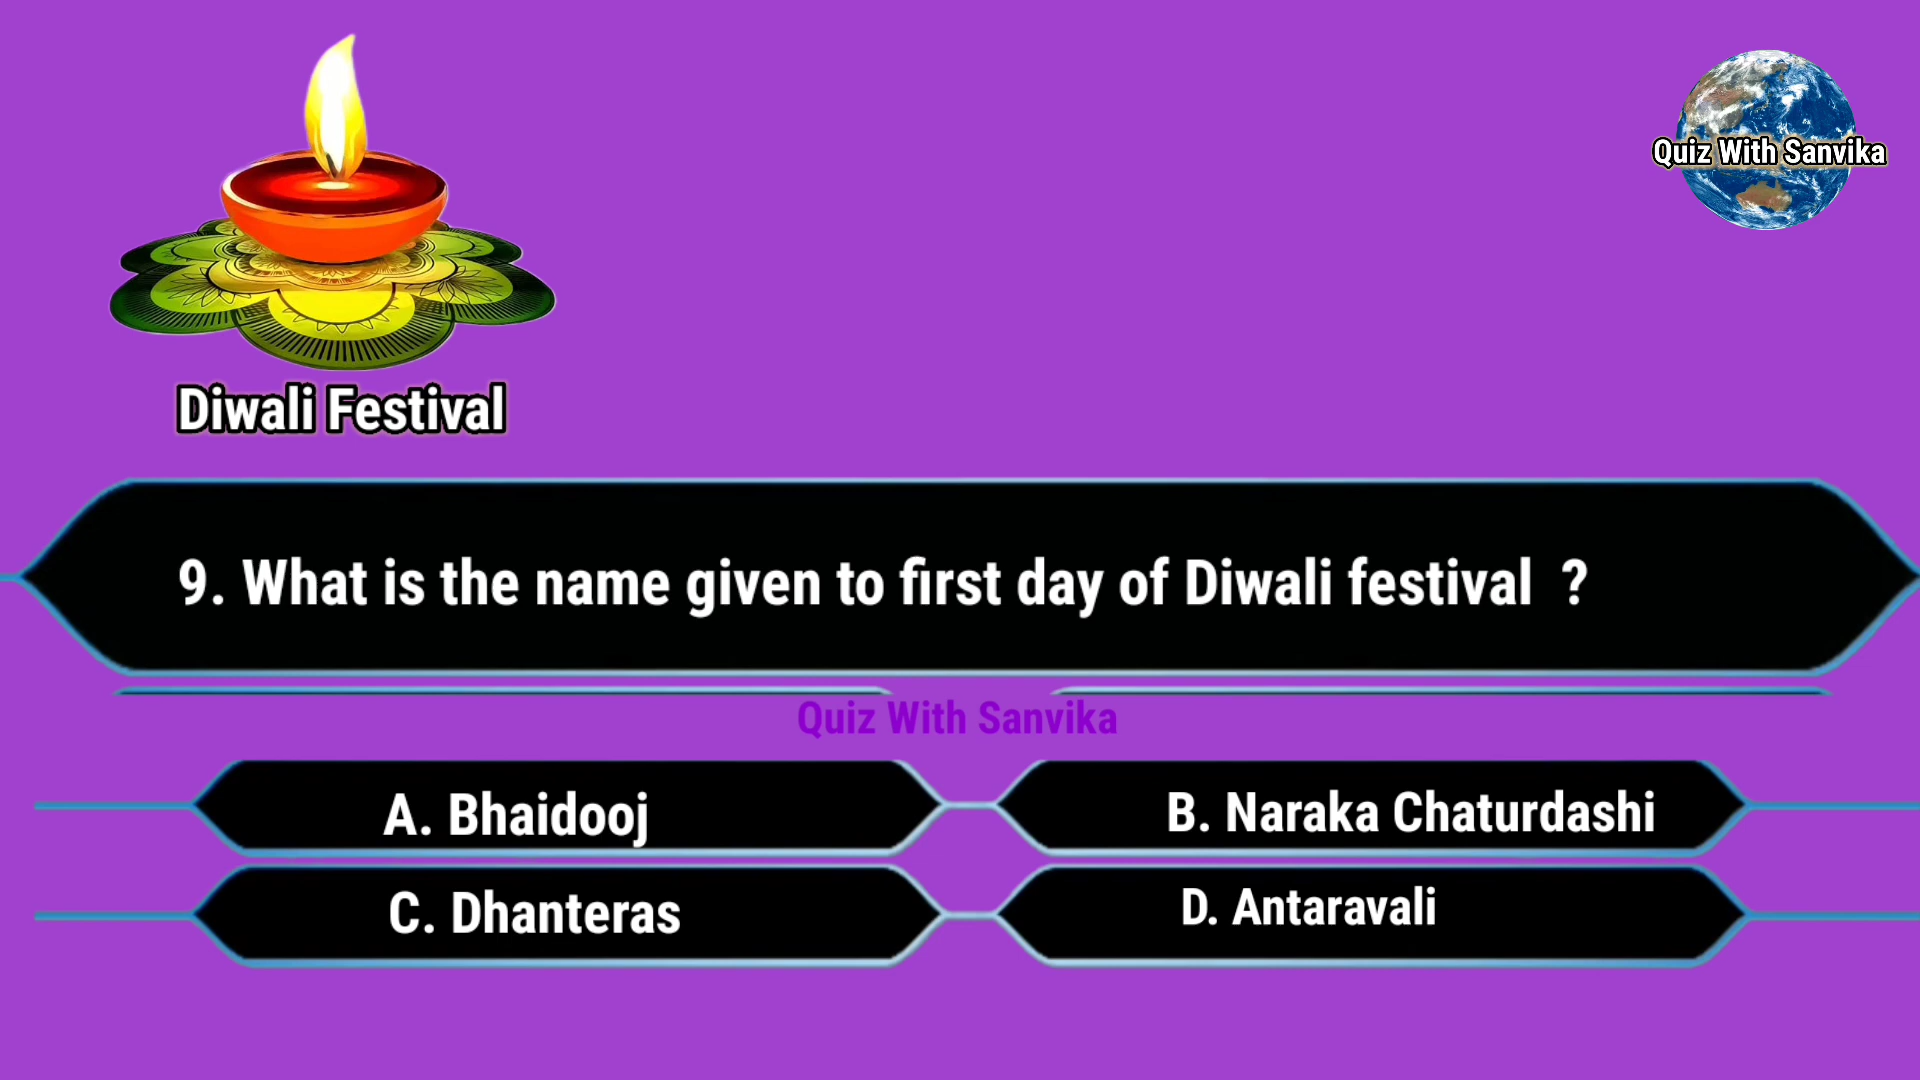 Quiz With Sanvika
Diwali Festival
9. What is the name given to first day of Diwali festival ?
Quiz With Sanvika
A. Bhaidooj
B. Naraka Chaturdashi
C. Dhanteras
D. Antaravali